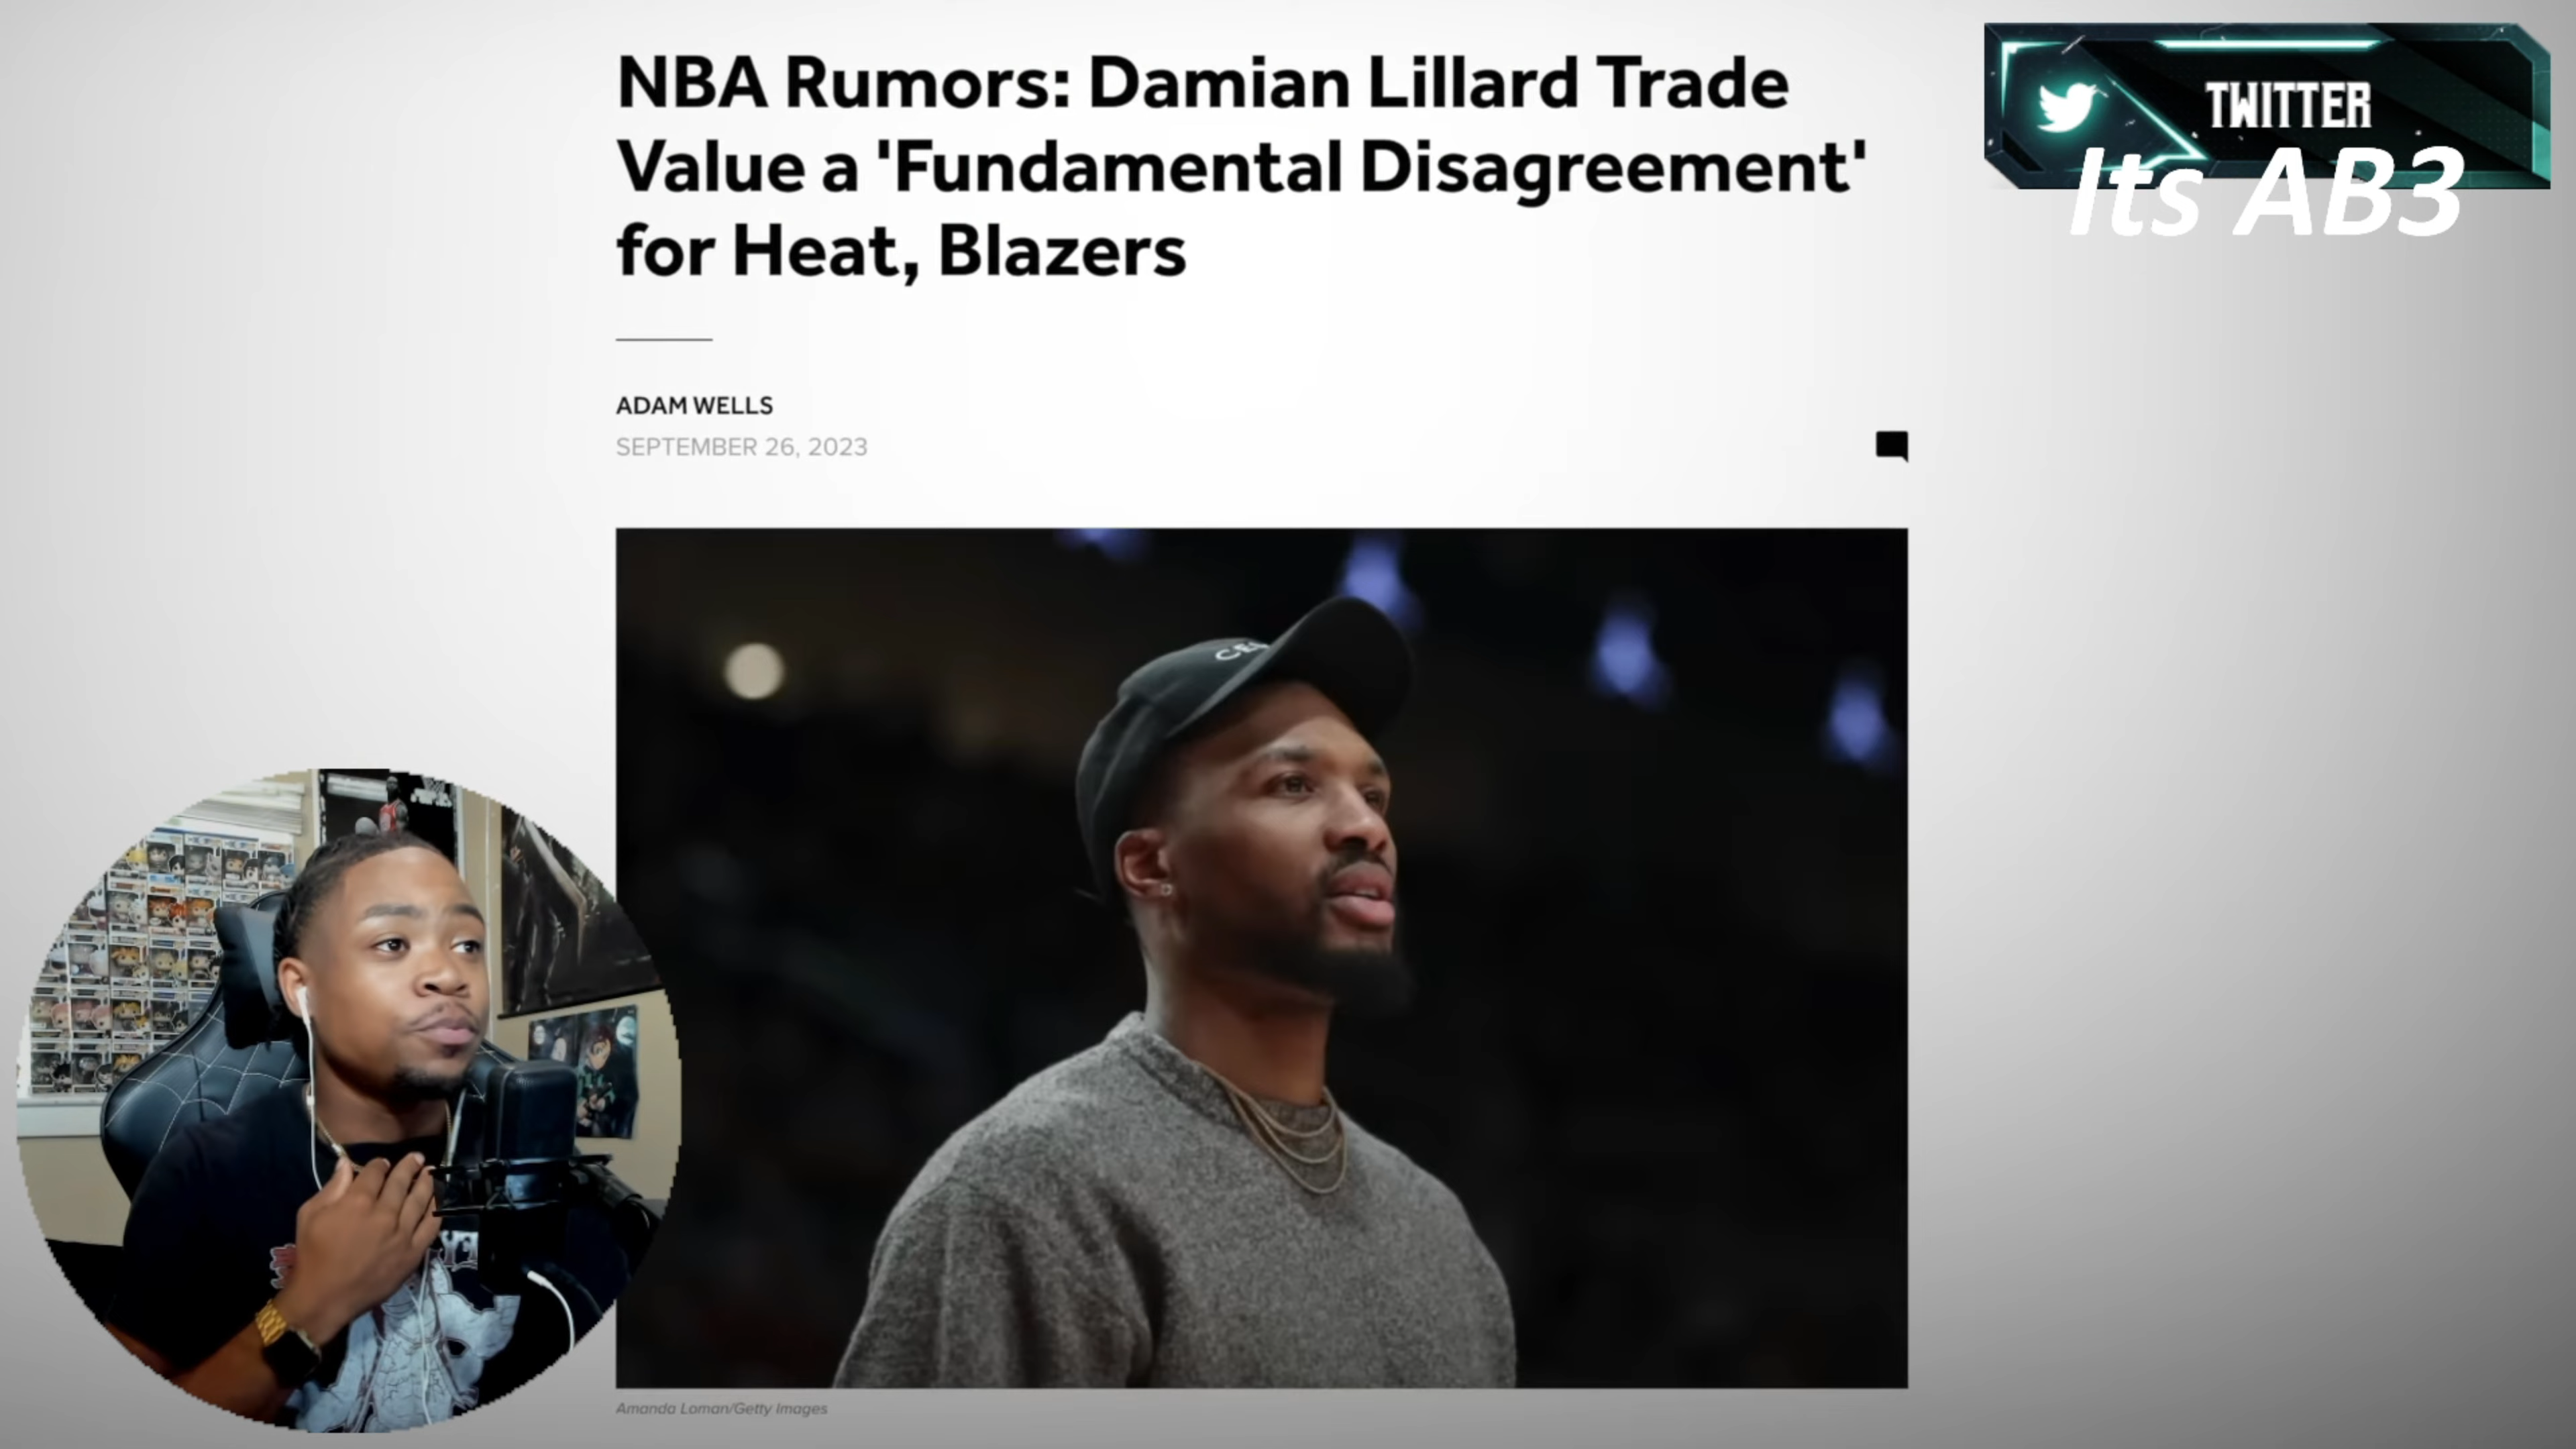 NBA Rumors: Damian Lillard Trade
Value a 'Fundamental Disagreement'
for Heat, Blazers
TWITTER
Its AB3
ADAM WELLS
SEPTEMBER 26, 2023
Amanda Loman/Getty Images